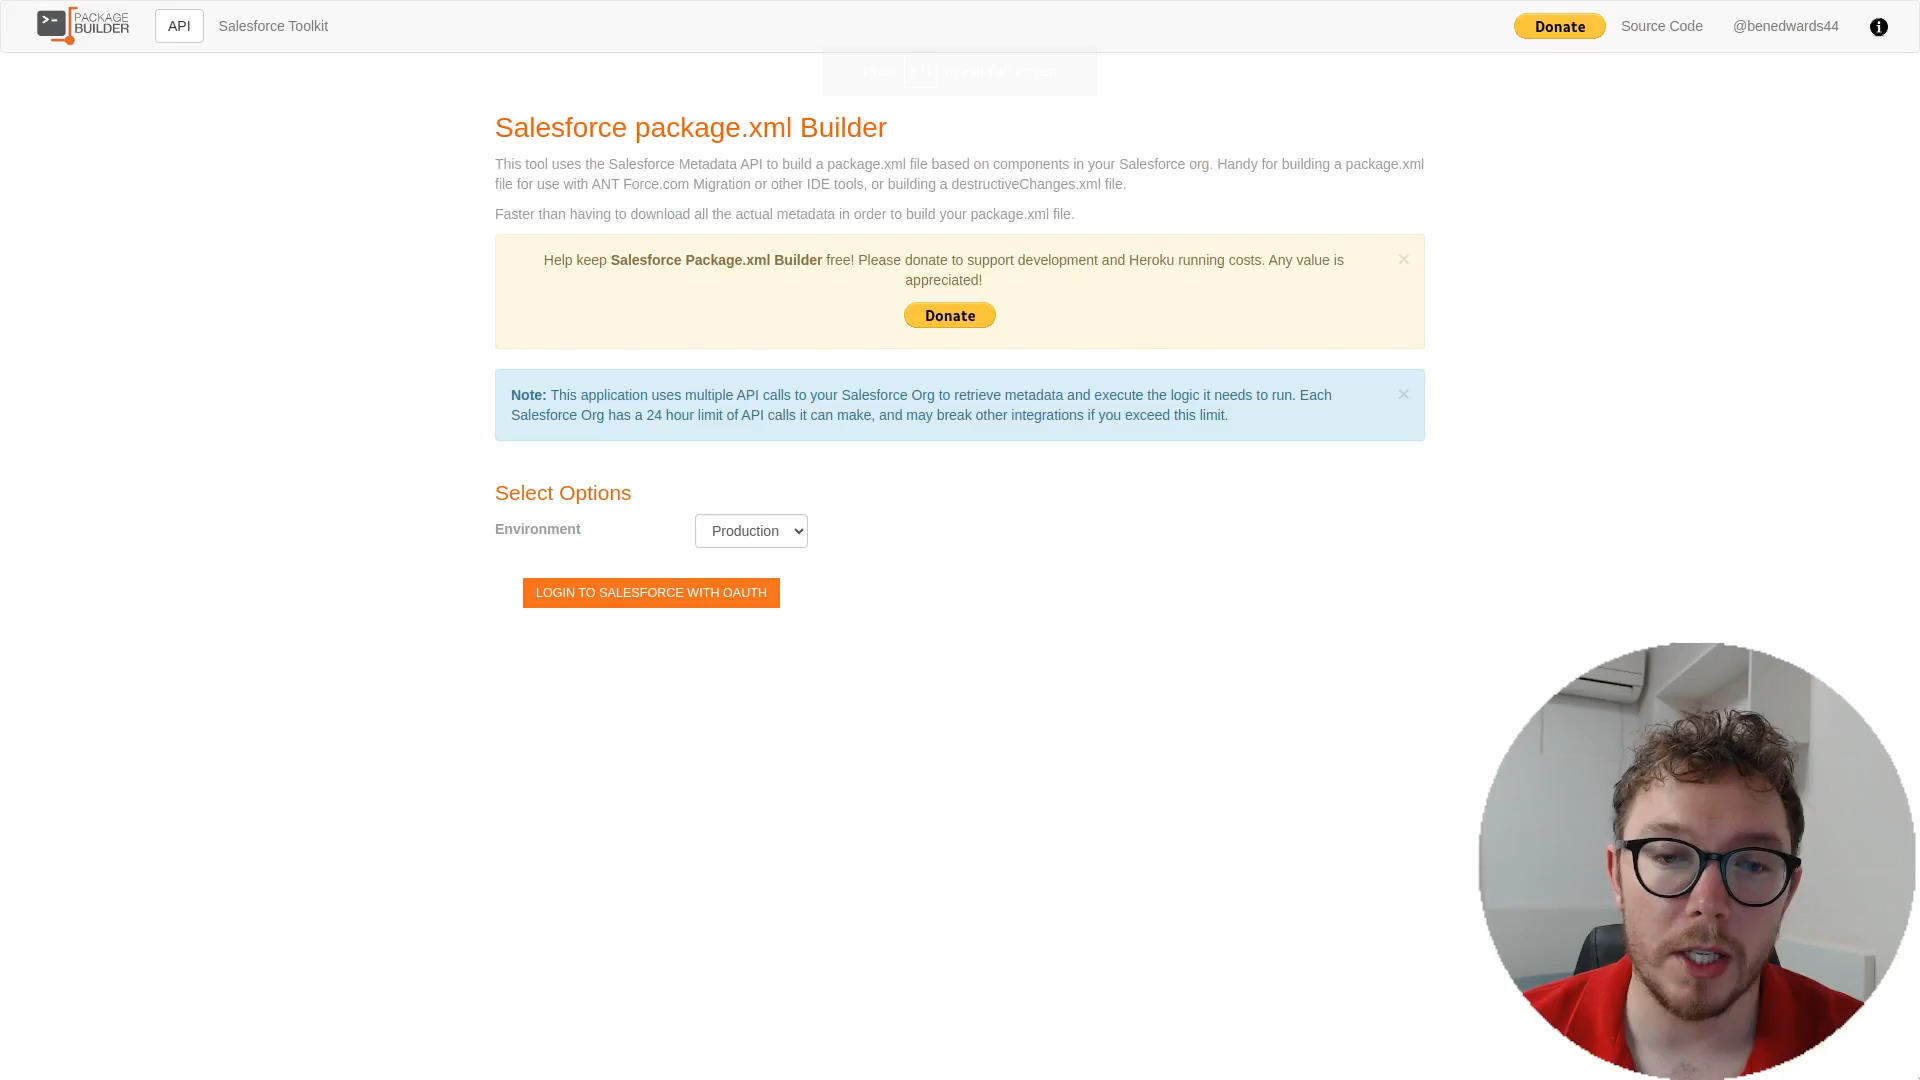 PACKAGE
BUILDER
API
Salesforce Toolkit
Donate
Source Code
@benedwards44
Salesforce package.xml Builder
This tool uses the Salesforce Metadata API to build a package.xml file based on components in your Salesforce org. Handy for building a package.xml
file for use with ANT Force.com Migration or other IDE tools, or building a destructiveChanges.xml file.
Faster than having to download all the actual metadata in order to build your package.xml file.
Help keep Salesforce Package.xml Builder free! Please donate to support development and Heroku running costs. Any value is
appreciated!
×
Donate
Note: This application uses multiple API calls to your Salesforce Org to retrieve metadata and execute the logic it needs to run. Each
Salesforce Org has a 24 hour limit of API calls it can make, and may break other integrations if you exceed this limit.
×
Select Options
Environment
Production
LOGIN TO SALESFORCE WITH OAUTH